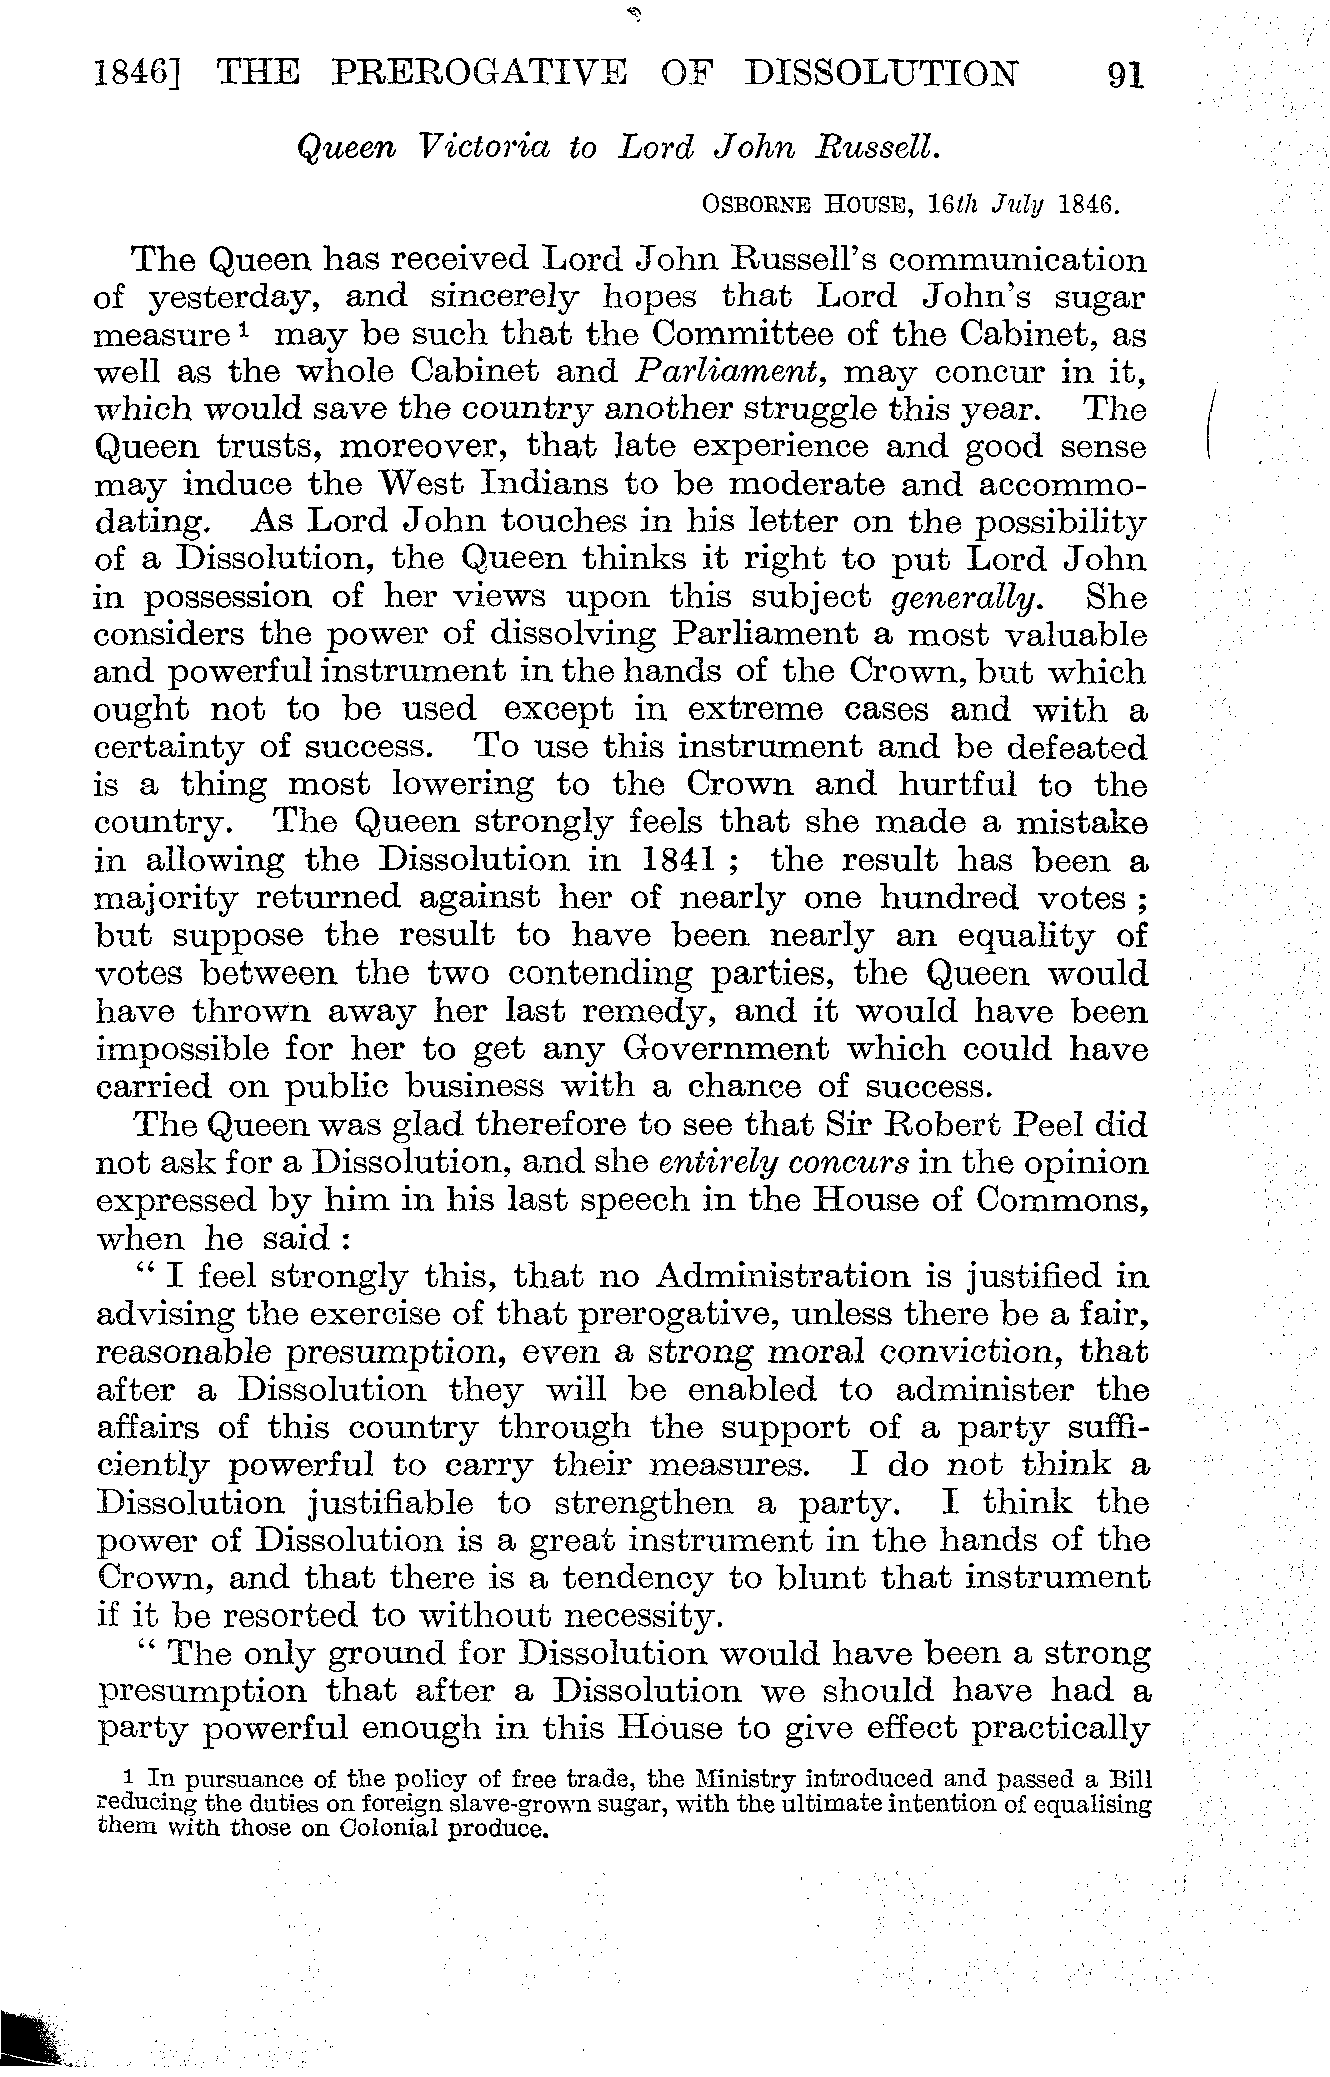 1846] THE PREROGATIVE OF DISSOLUTION 91
Queen Victoria to Lord John Russell.
OSBORNE HOUSE, 16th July 1846.
The Queen has received Lord John Russell's communication
of yesterday, and sincerely hopes that Lord John's sugar
measure 1 may be such that the Committee of the Cabinet, as
well as the whole Cabinet and Parliament, may concur in it,
which would save the country another struggle this year. The
Queen trusts, moreover, that late experience and good sense
may induce the West Indians to be moderate and accommo-
dating. As Lord John touches in his letter on the possibility
of a Dissolution, the Queen thinks it right to put Lord John
in possession of her views upon this subject generally. She
considers the power of dissolving Parliament a most valuable
and powerful instrument in the hands of the Crown, but which
ought not to be used except in extreme cases and with a
certainty of success. To use this instrument and be defeated
is a thing most lowering to the Crown and hurtful to the
country. The Queen strongly feels that she made a mistake
in allowing the Dissolution in 1841 ; the result has been a
majority returned against her of nearly one hundred votes ;
but suppose the result to have been nearly an equality of
votes between the two contending parties, the Queen would
have thrown away her last remedy, and it would have been
impossible for her to get any Government which could have
carried on public business with a chance of success.
The Queen was glad therefore to see that Sir Robert Peel did
not ask for a Dissolution, and she entirely concurs in the opinion
expressed by him in his last speech in the House of Commons,
when he said :
" I feel strongly this, that no Administration is justified in
advising the exercise of that prerogative, unless there be a fair,
reasonable presumption, even a strong moral conviction, that
after a Dissolution they will be enabled to administer the
affairs of this country through the support of a party suffi-
ciently powerful to carry their measures. I do not think a
Dissolution justifiable to strengthen a party. I think the
power of Dissolution is a great instrument in the hands of the
Crown, and that there is a tendency to blunt that instrument
if it be resorted to without necessity.
" The only ground for Dissolution would have been a strong
presumption that after a Dissolution we should have had a
party powerful enough in this House to give effect practically
1 In pursuance of the policy of free trade, the Ministry introduced and passed a Bill
reducing the duties on foreign slave-grown sugar, with the ultimate intention of equalising
them with those on Colonial produce.